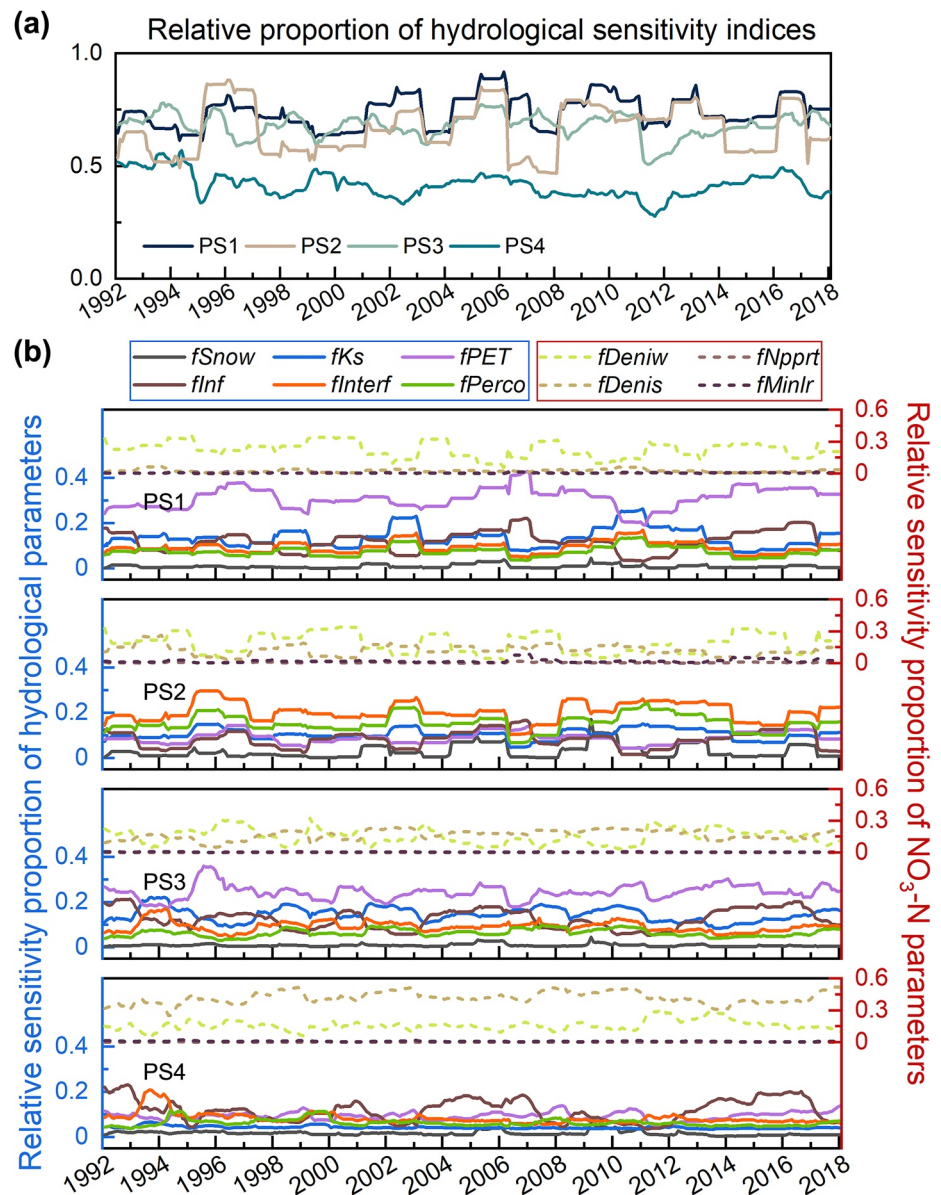 (a)
Relative proportion of hydrological sensitivity indices
1.0
0.5
0.0
PS1 PS2 PS3 PS4
1992 1994 1996 1998 2000 2002 2004 2006 2008 2010 2012 2014 2016 2018
(b)
fSnow fKs fPET fDeniw fNpprt
fInf fInterf fPerco fDenis fMinlr
Relative sensitivity proportion of hydrological parameters
Relative sensitivity proportion of NO3-N parameters
0.6
0.3
0
0.4
0.2
0
PS1
0.6
0.3
0
0.4
0.2
0
PS2
0.6
0.3
0
0.4
0.2
0
PS3
0.6
0.3
0
0.4
0.2
0
PS4
1992 1994 1996 1998 2000 2002 2004 2006 2008 2010 2012 2014 2016 2018